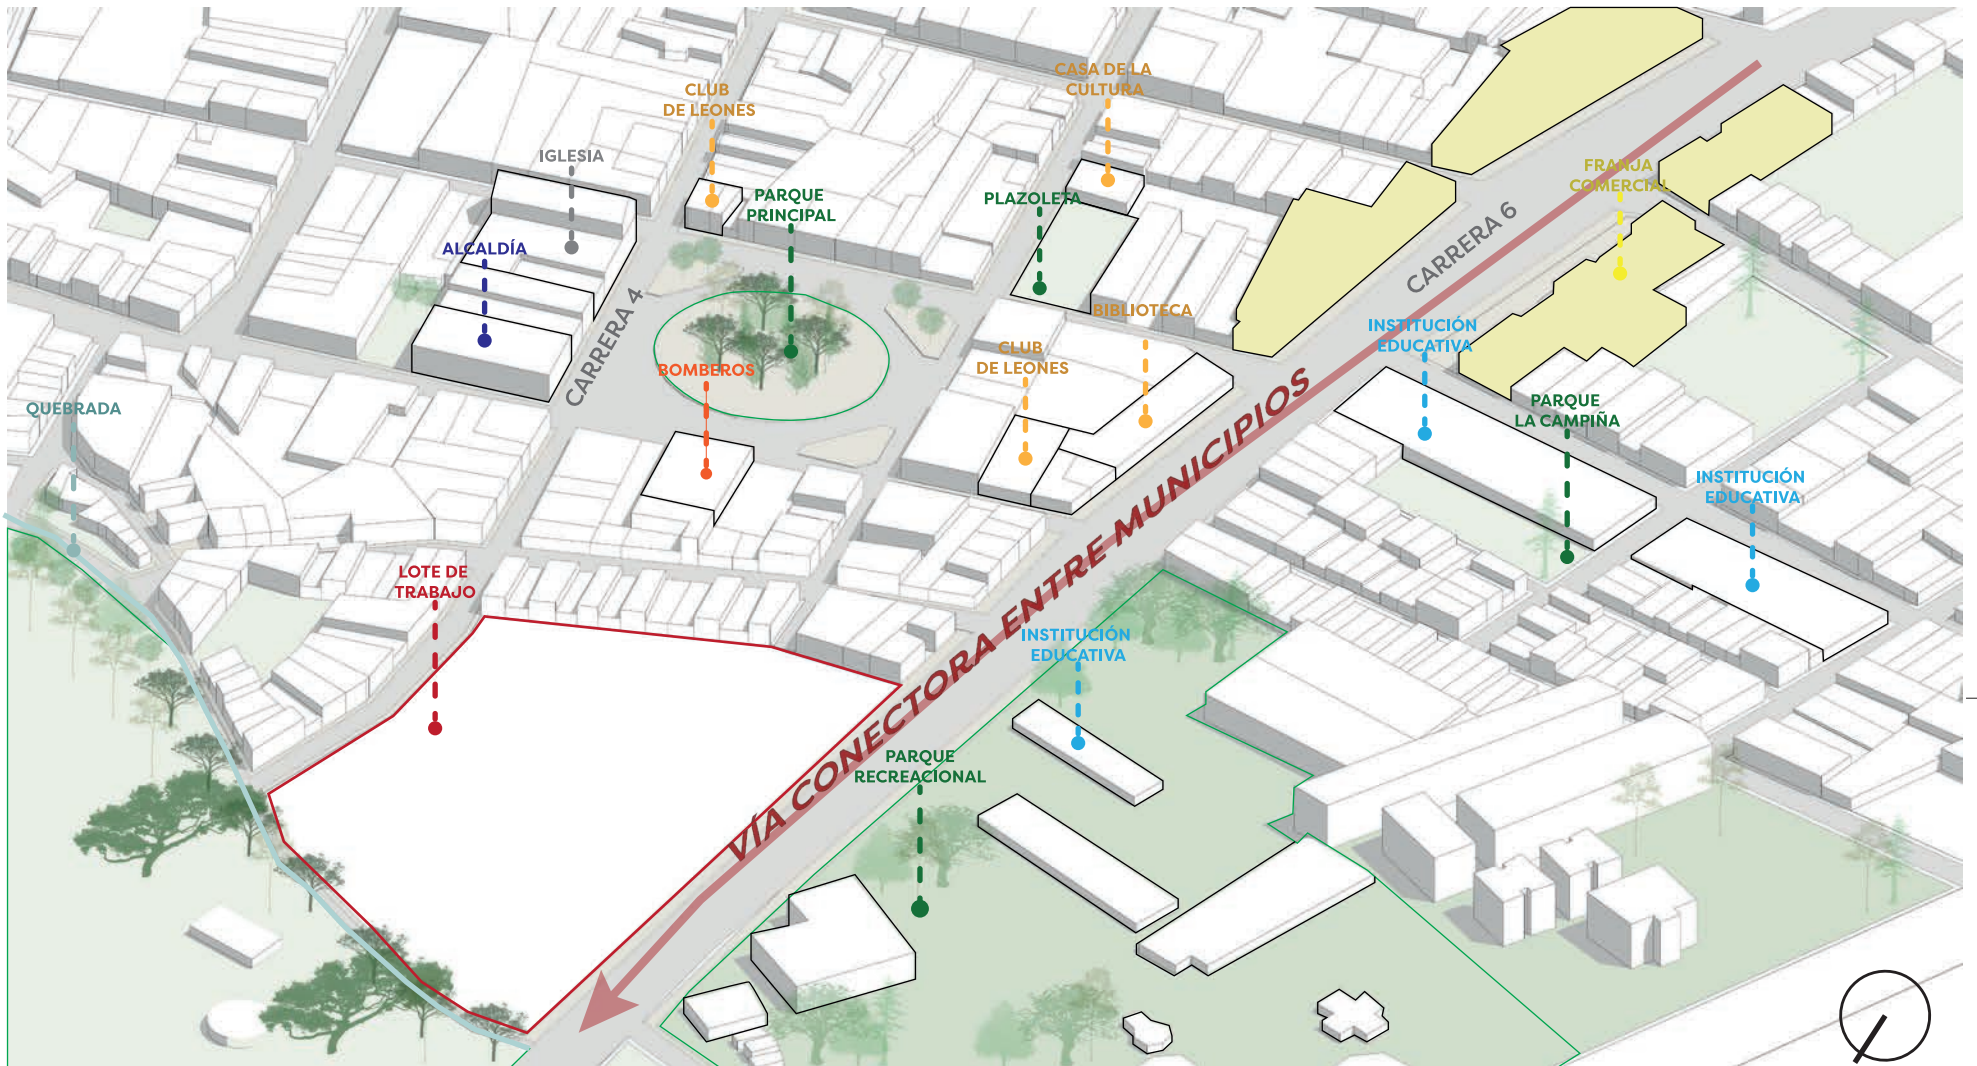 CASA DE LA
CULTURA
CLUB
DE LEONES
IGLESIA
PARQUE
PRINCIPAL
PLAZOLETA
FRANJA
COMERCIAL
ALCALDÍA
CARRERA 6
CARRERA 4
BIBLIOTECA
INSTITUCIÓN
EDUCATIVA
CLUB
DE LEONES
BOMBEROS
QUEBRADA
PARQUE
LA CAMPIÑA
INSTITUCIÓN
EDUCATIVA
VÍA CONECTORA ENTRE MUNICIPIOS
LOTE DE
TRABAJO
INSTITUCIÓN
EDUCATIVA
PARQUE
RECREACIONAL